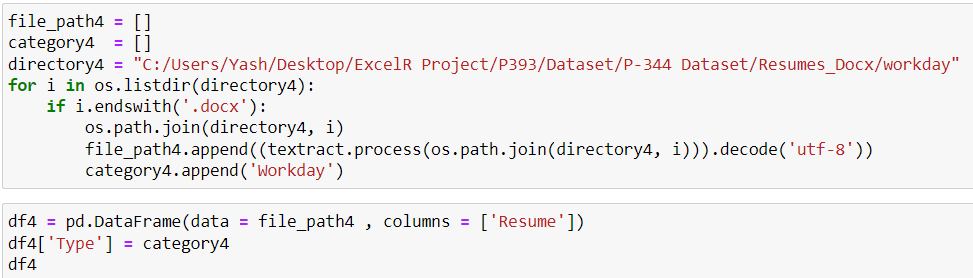 file_path4 = []
category4  = []
directory4 = "C:/Users/Yash/Desktop/ExcelR Project/P393/Dataset/P-344 Dataset/Resumes_Docx/workday"
for i in os.listdir(directory4):
    if i.endswith('.docx'):
        os.path.join(directory4, i)
        file_path4.append((textract.process(os.path.join(directory4, i))).decode('utf-8'))
        category4.append('Workday')
df4 = pd.DataFrame(data = file_path4 , columns = ['Resume'])
df4['Type'] = category4
df4